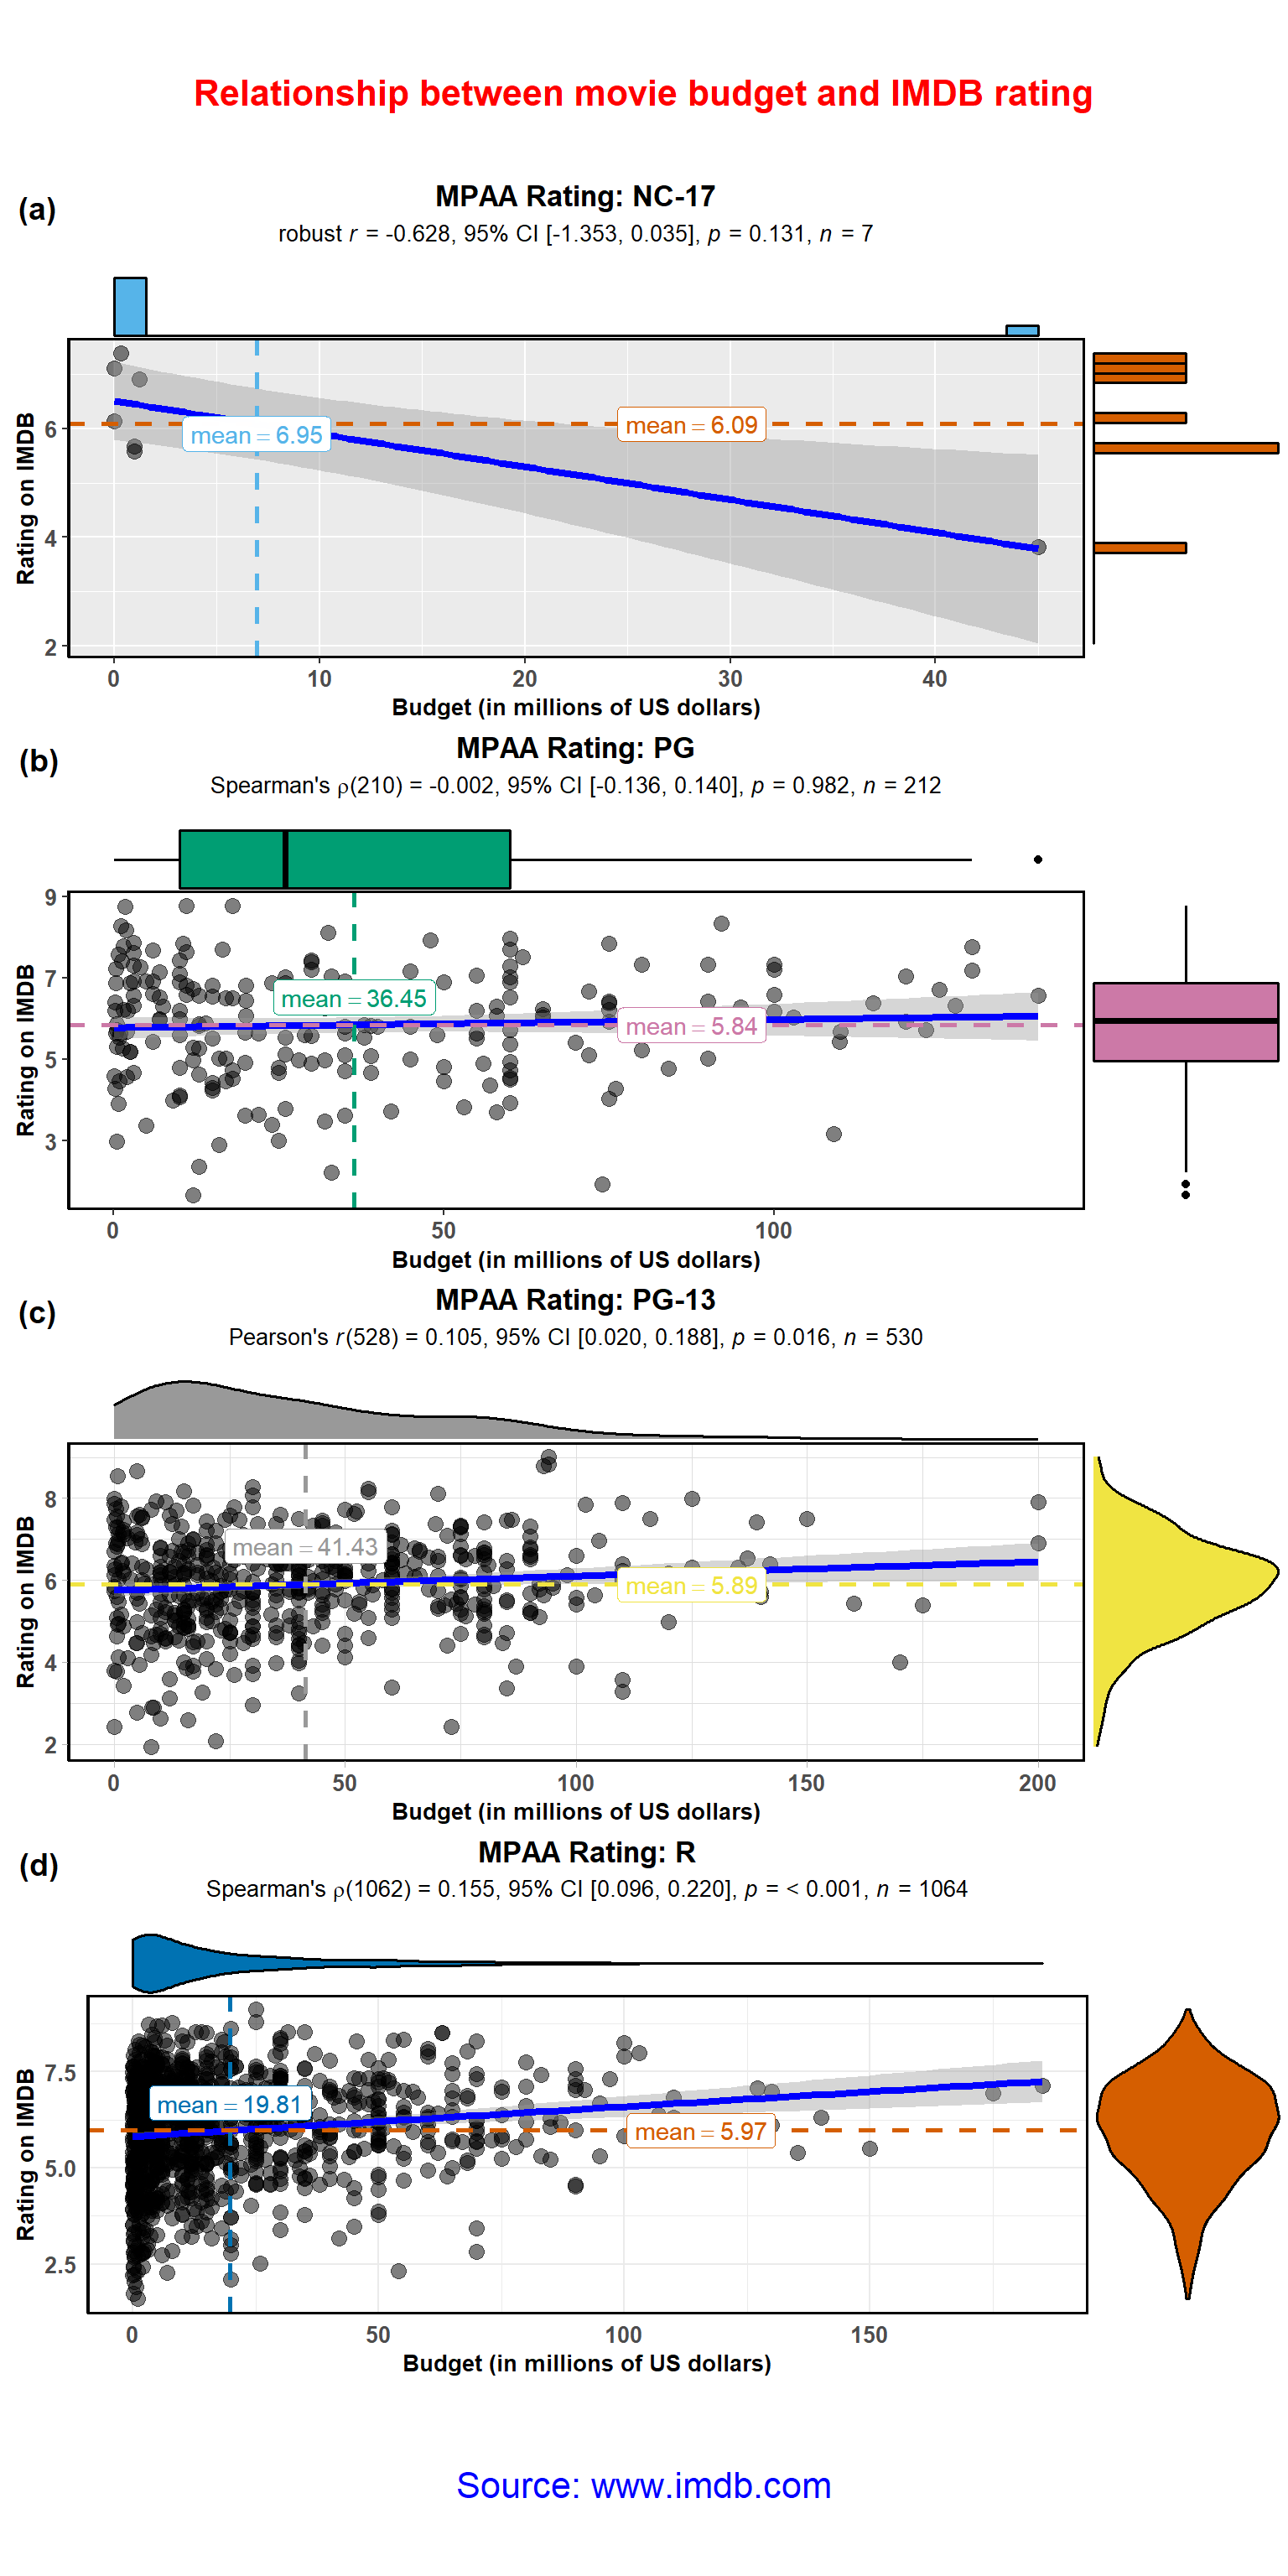 Relationship between movie budget and IMDB rating
(a)
MPAA Rating: NC-17
robust r = -0.628, 95% CI [-1.353, 0.035], p = 0.131, n = 7
Rating on IMDB
6
4
2
mean = 6.95
mean = 6.09
0 10 20 30 40
Budget (in millions of US dollars)
(b)
MPAA Rating: PG
Spearman's ρ(210) = -0.002, 95% CI [-0.136, 0.140], p = 0.982, n = 212
Rating on IMDB
9
7
5
3
mean = 36.45
mean = 5.84
0 50 100
Budget (in millions of US dollars)
(c)
MPAA Rating: PG-13
Pearson's r(528) = 0.105, 95% CI [0.020, 0.188], p = 0.016, n = 530
Rating on IMDB
8
6
4
2
mean = 41.43
mean = 5.89
0 50 100 150 200
Budget (in millions of US dollars)
(d)
MPAA Rating: R
Spearman's ρ(1062) = 0.155, 95% CI [0.096, 0.220], p = < 0.001, n = 1064
Rating on IMDB
7.5
5.0
2.5
mean = 19.81
mean = 5.97
0 50 100 150
Budget (in millions of US dollars)
Source: www.imdb.com